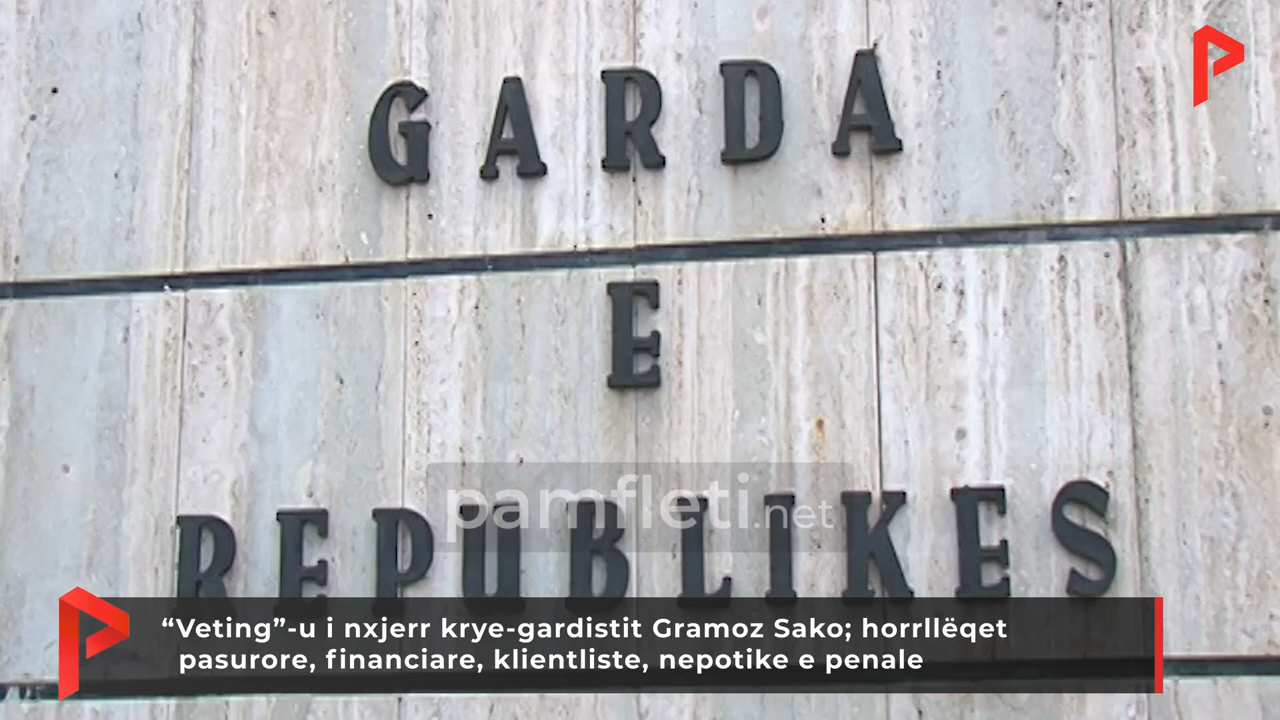 GARDA
E
REPUBLIKES
pamfleti.net
“Veting”-u i nxjerr krye-gardistit Gramoz Sako; horrllëqet
pasurore, financiare, klientliste, nepotike e penale